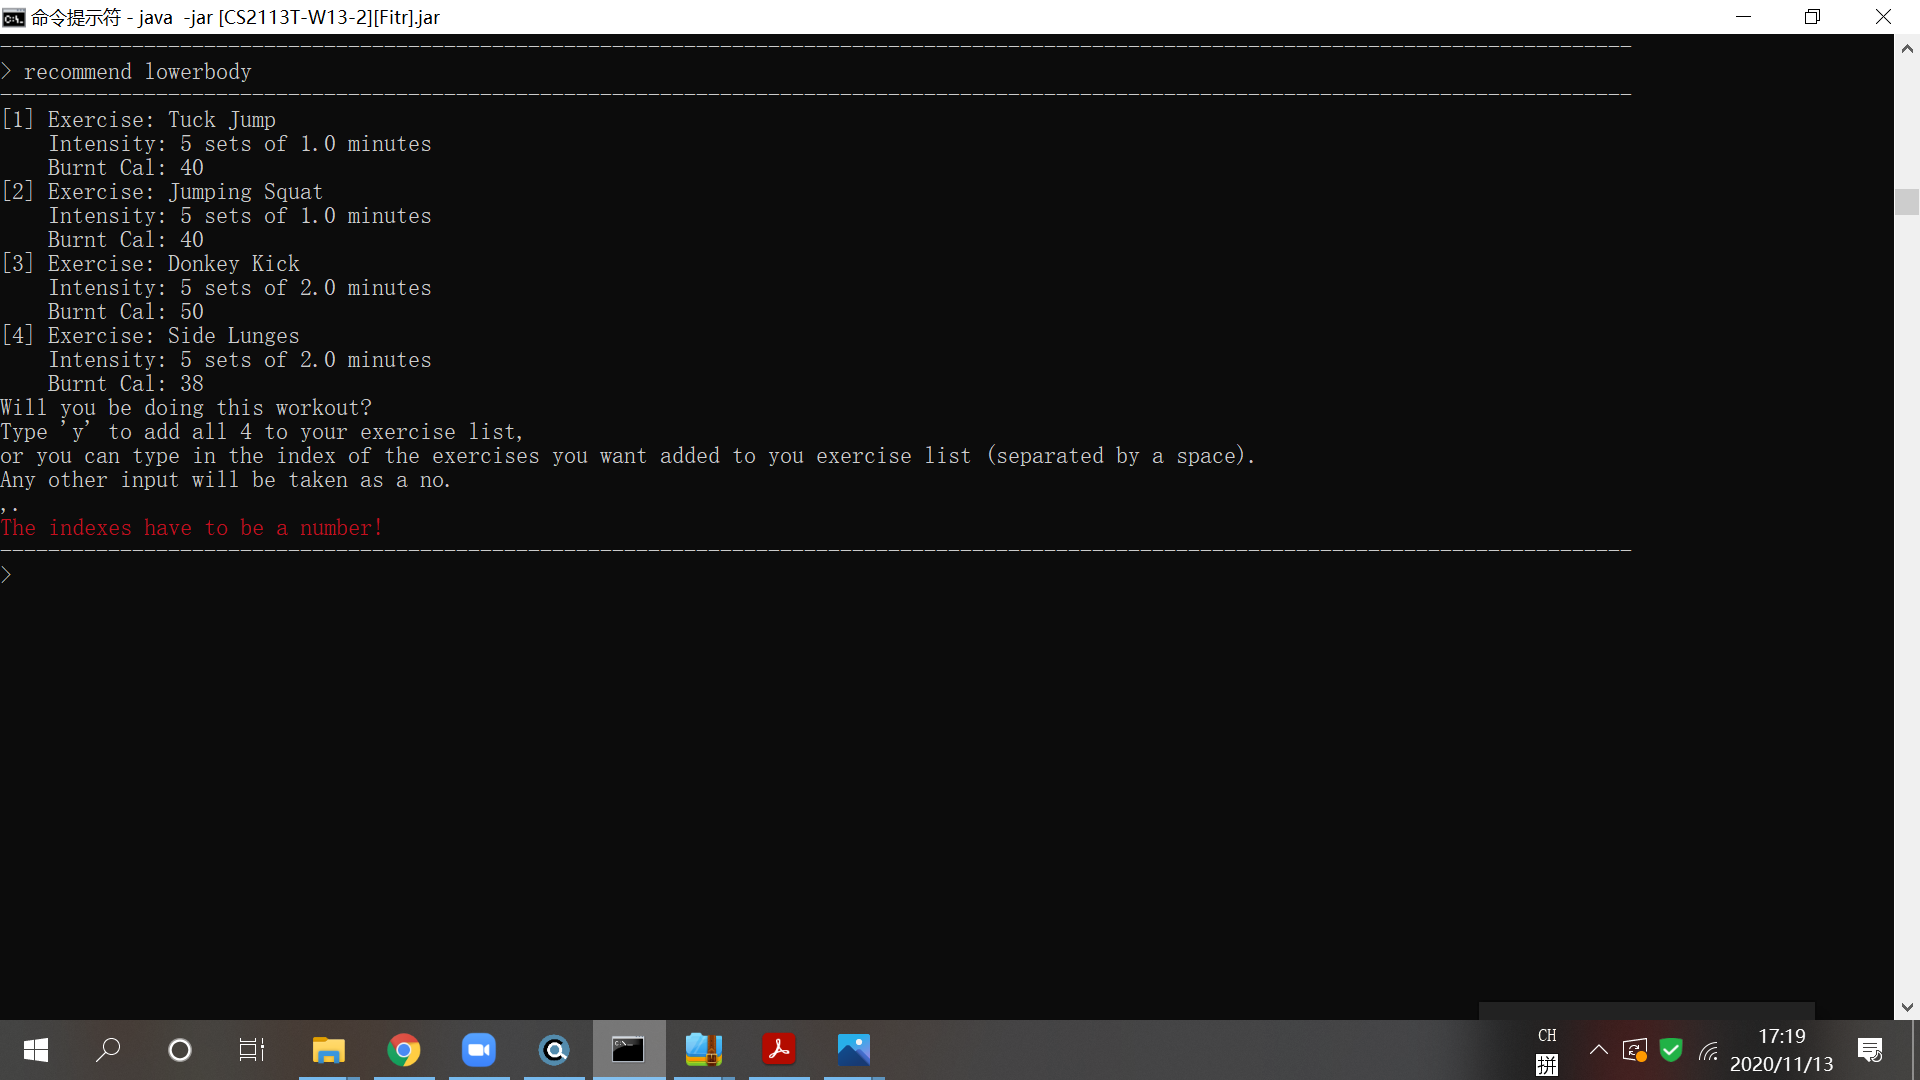 命令提示符 - java -jar [CS2113T-W13-2][Fitr].jar
> recommend lowerbody
[1] Exercise: Tuck Jump
Intensity: 5 sets of 1.0 minutes
Burnt Cal: 40
[2] Exercise: Jumping Squat
Intensity: 5 sets of 1.0 minutes
Burnt Cal: 40
[3] Exercise: Donkey Kick
Intensity: 5 sets of 2.0 minutes
Burnt Cal: 50
[4] Exercise: Side Lunges
Intensity: 5 sets of 2.0 minutes
Burnt Cal: 38
Will you be doing this workout?
Type 'y' to add all 4 to your exercise list,
or you can type in the index of the exercises you want added to you exercise list (separated by a space).
Any other input will be taken as a no.
,.
The indexes have to be a number!
>
CH
拼
17:19
2020/11/13